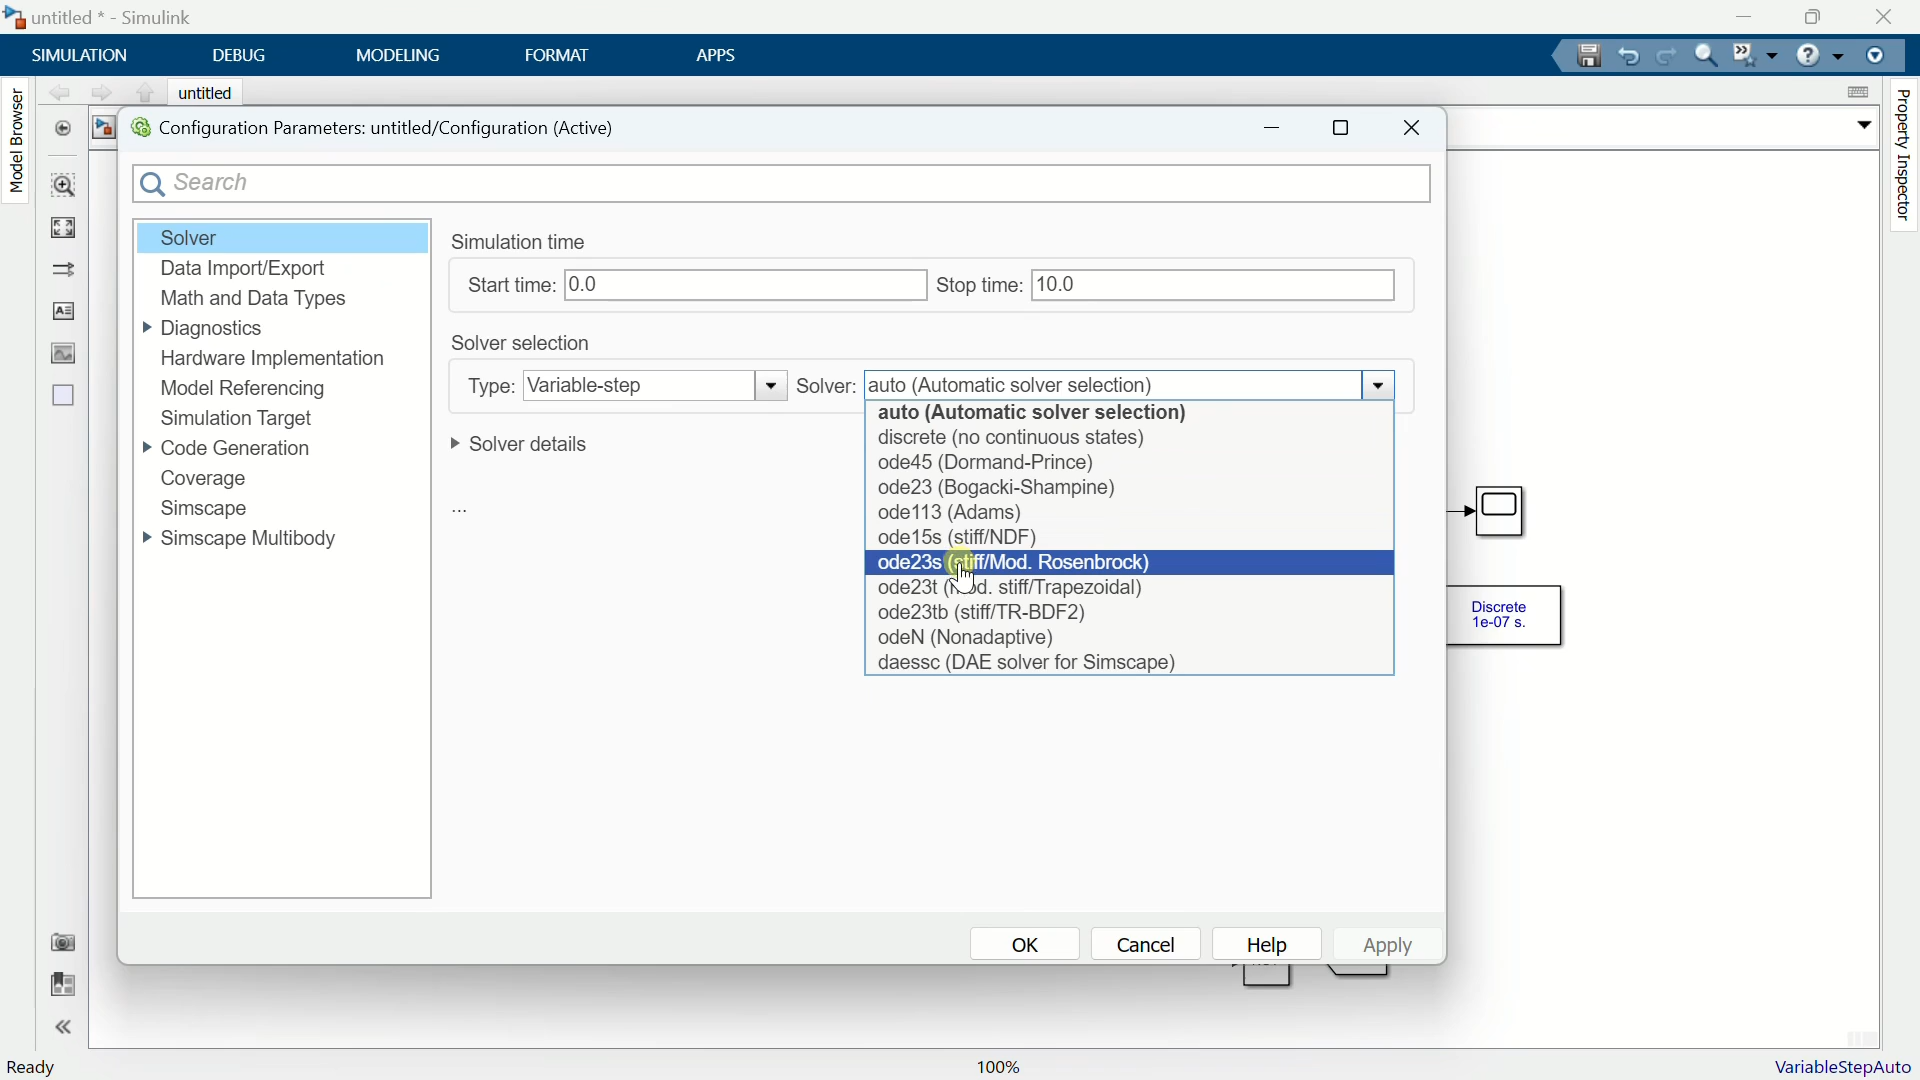 untitled * - Simulink
SIMULATION DEBUG MODELING FORMAT APPS
untitled
Model Browser
Property Inspector
Configuration Parameters: untitled/Configuration (Active)
Search
Solver
Data Import/Export
Math and Data Types
Diagnostics
Hardware Implementation
Model Referencing
Simulation Target
Code Generation
Coverage
Simscape
Simscape Multibody
Simulation time
Start time: 0.0 Stop time: 10.0
Solver selection
Type: Variable-step Solver: auto (Automatic solver selection)
Solver details
...
auto (Automatic solver selection)
discrete (no continuous states)
ode45 (Dormand-Prince)
ode23 (Bogacki-Shampine)
ode113 (Adams)
ode15s (stiff/NDF)
ode23s (stiff/Mod. Rosenbrock)
ode23t (Mod. stiff/Trapezoidal)
ode23tb (stiff/TR-BDF2)
odeN (Nonadaptive)
daessc (DAE solver for Simscape)
Discrete
1e-07 s.
OK Cancel Help Apply
Ready 100% VariableStepAuto